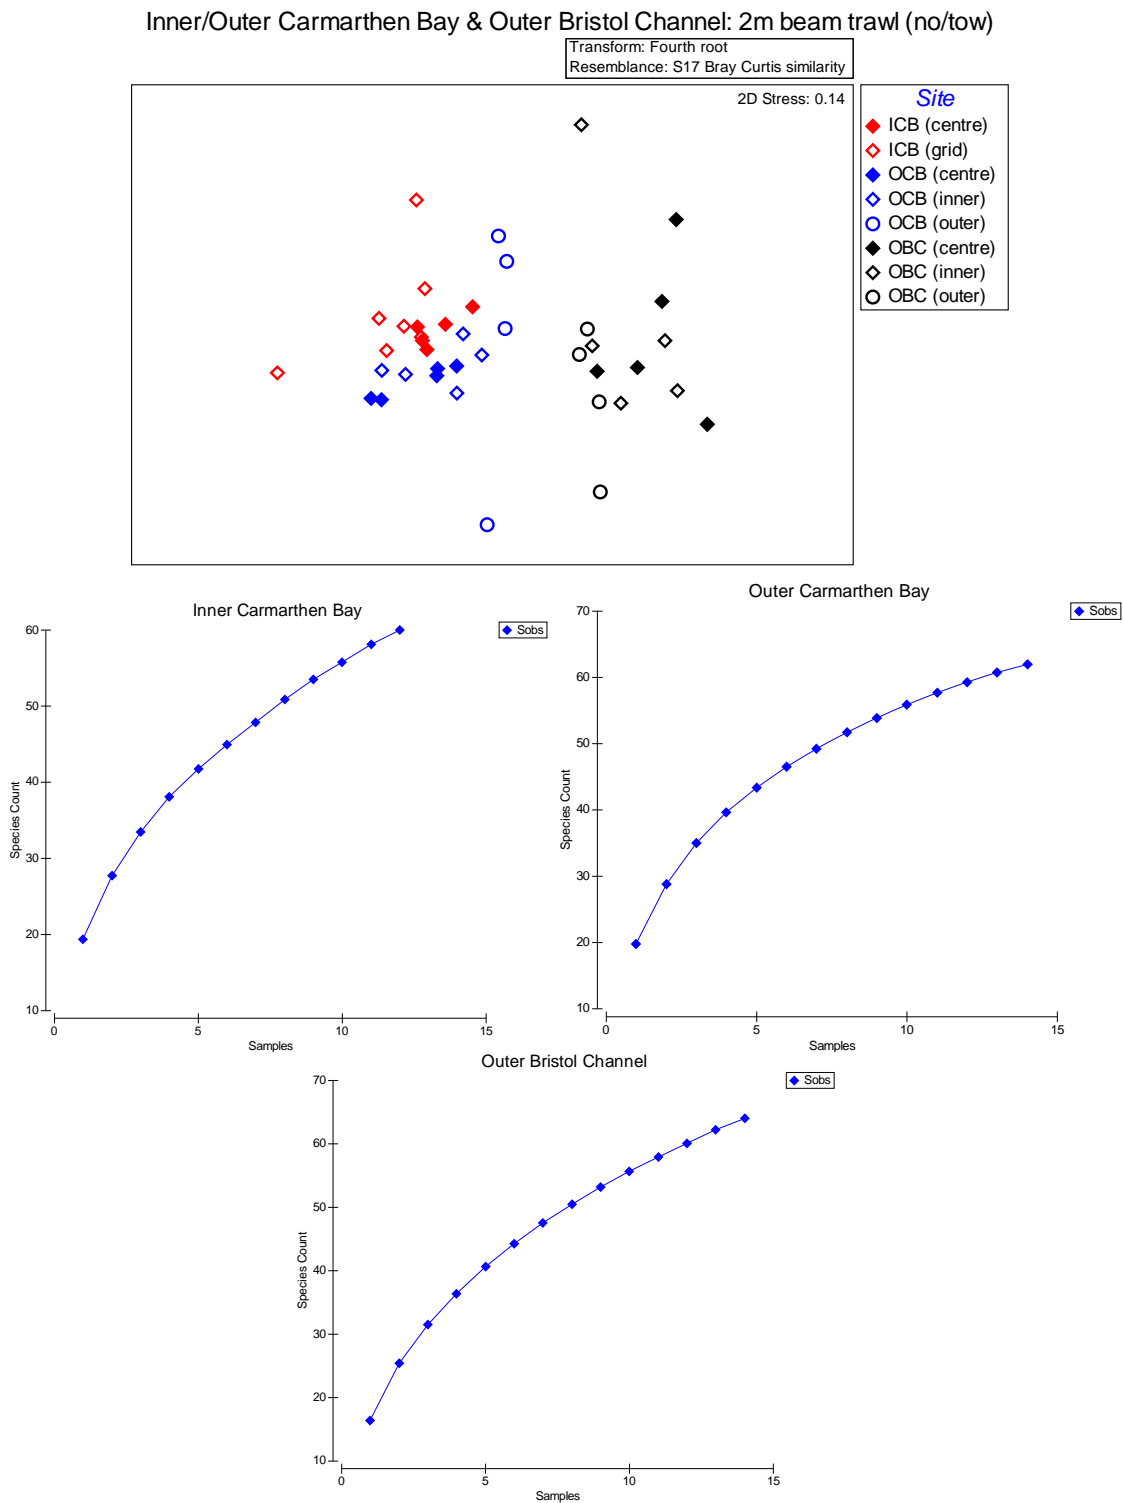 Inner/Outer Carmarthen Bay & Outer Bristol Channel: 2m beam trawl (no/tow)
Transform: Fourth root
Resemblance: S17 Bray Curtis similarity
2D Stress: 0.14
Site
ICB (centre)
ICB (grid)
OCB (centre)
OCB (inner)
OCB (outer)
OBC (centre)
OBC (inner)
OBC (outer)
Inner Carmarthen Bay
Sobs
60
50
40
30
20
10
Species Count
0 5 10 15
Samples
Outer Carmarthen Bay
Sobs
70
60
50
40
30
20
10
Species Count
0 5 10 15
Samples
Outer Bristol Channel
Sobs
70
60
50
40
30
20
10
Species Count
0 5 10 15
Samples